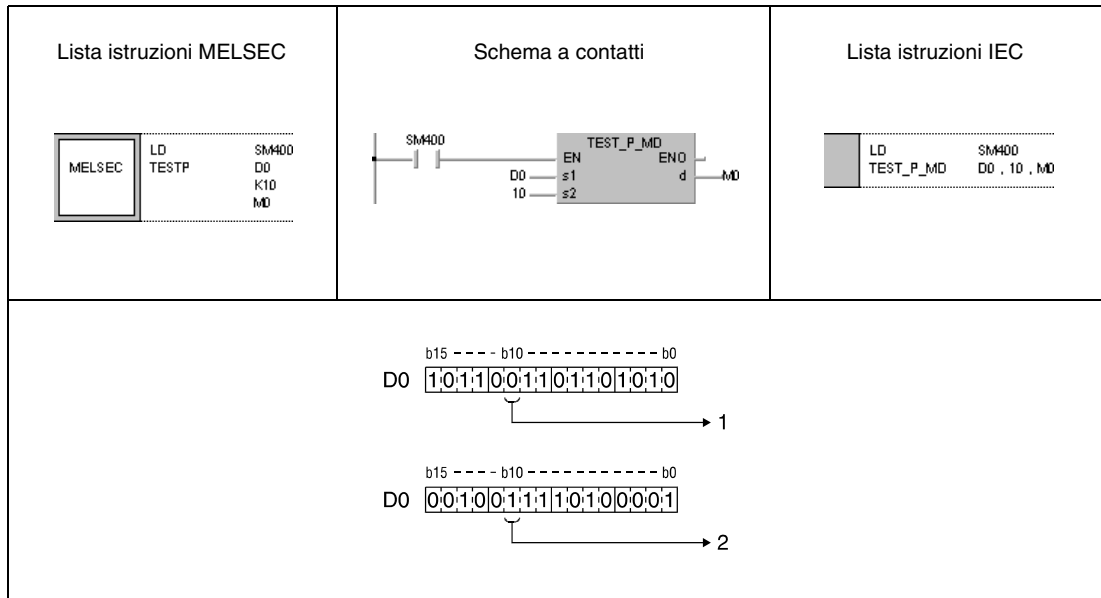 Lista istruzioni MELSEC
Schema a contatti
Lista istruzioni IEC
MELSEC
LD SM400
TESTP D0
K10
M0
SM400
TEST_P_MD
EN ENO
D0 s1 d M0
10 s2
LD SM400
TEST_P_MD D0 , 10 , M0
b15 - - - - b10 - - - - - - - - - - - b0
D0 1 0 1 1 0 0 1 1 0 1 1 0 1 0 1 0
1
b15 - - - - b10 - - - - - - - - - - - b0
D0 0 0 1 0 0 1 1 1 1 0 1 0 0 0 0 1
2